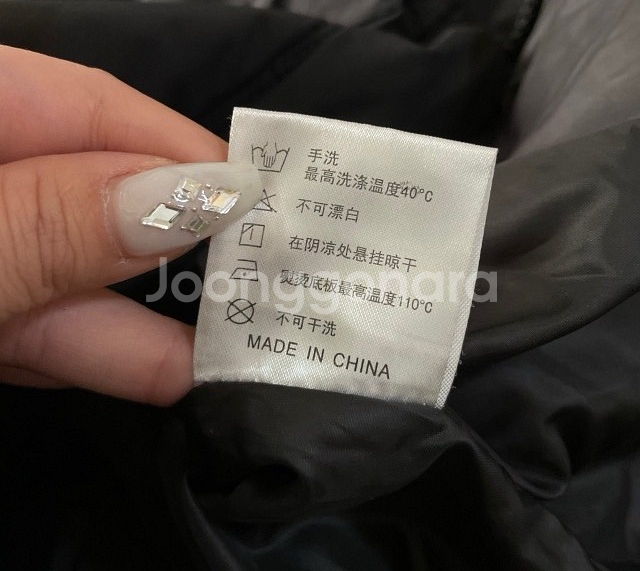 手洗
最高洗涤温度40℃
不可漂白
在阴凉处悬挂晾干
Joonggonara
熨烫底板最高温度110℃
不可干洗
MADE IN CHINA